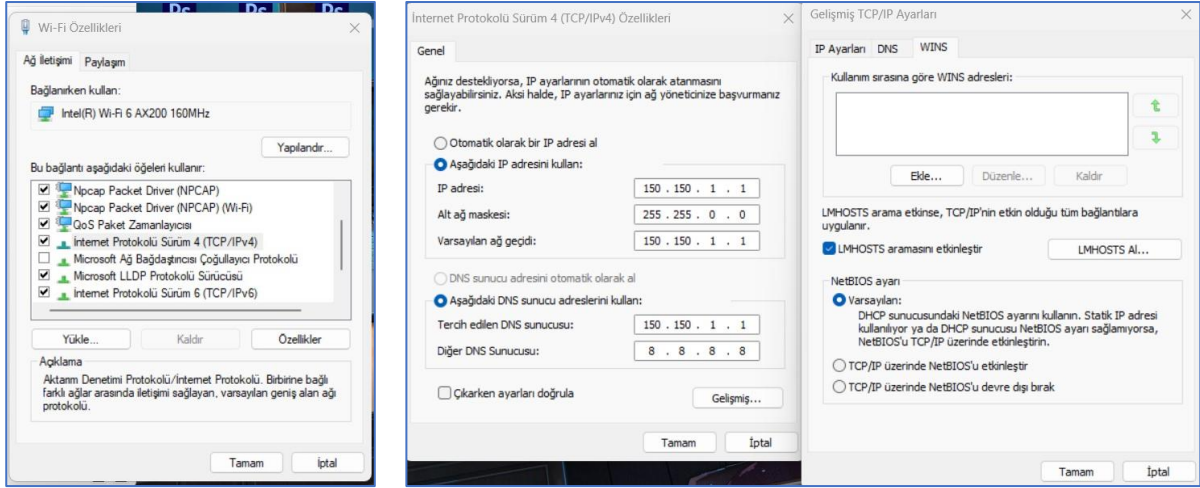 Ps
Ps
Ps
Wi-Fi Özellikleri
Ağ İletişimi Paylaşım
Bağlanırken kullan:
Intel(R) Wi-Fi 6 AX200 160MHz
Yapılandır...
Bu bağlantı aşağıdaki öğeleri kullanır:
Npcap Packet Driver (NPCAP)
Npcap Packet Driver (NPCAP) (Wi-Fi)
QoS Paket Zamanlayıcısı
İnternet Protokolü Sürüm 4 (TCP/IPv4)
Microsoft Ağ Bağdaştırıcısı Çoğullayıcı Protokolü
Microsoft LLDP Protokolü Sürücüsü
İnternet Protokolü Sürüm 6 (TCP/IPv6)
Yükle... Kaldır Özellikler
Açıklama
Aktarım Denetimi Protokolü/İnternet Protokolü. Birbirine bağlı
farklı ağlar arasında iletişimi sağlayan, varsayılan geniş alan ağı
protokolü.
Tamam İptal
İnternet Protokolü Sürüm 4 (TCP/IPv4) Özellikleri
Genel
Ağınız destekliyorsa, IP ayarlarının otomatik olarak atanmasını
sağlayabilirsiniz. Aksi halde, IP ayarlarınız için ağ yöneticinize başvurmanız
gerekir.
Otomatik olarak bir IP adresi al
Aşağıdaki IP adresini kullan:
IP adresi: 150 . 150 . 1 . 1
Alt ağ maskesi: 255 . 255 . 0 . 0
Varsayılan ağ geçidi: 150 . 150 . 1 . 1
DNS sunucu adresini otomatik olarak al
Aşağıdaki DNS sunucu adreslerini kullan:
Tercih edilen DNS sunucusu: 150 . 150 . 1 . 1
Diğer DNS Sunucusu: 8 . 8 . 8 . 8
Çıkarken ayarları doğrula
Gelişmiş...
Tamam İptal
Gelişmiş TCP/IP Ayarları
IP Ayarları DNS WINS
Kullanım sırasına göre WINS adresleri:
Ekle... Düzenle... Kaldır
LMHOSTS arama etkinse, TCP/IP'nin etkin olduğu tüm bağlantılara
uygulanır.
LMHOSTS aramasını etkinleştir LMHOSTS Al...
NetBIOS ayarı
Varsayılan:
DHCP sunucusundaki NetBIOS ayarını kullanın. Statik IP adresi
kullanılıyor ya da DHCP sunucusu NetBIOS ayarı sağlamıyorsa,
NetBIOS'u TCP/IP üzerinde etkinleştirin.
TCP/IP üzerinde NetBIOS'u etkinleştir
TCP/IP üzerinde NetBIOS'u devre dışı bırak
Tamam İptal